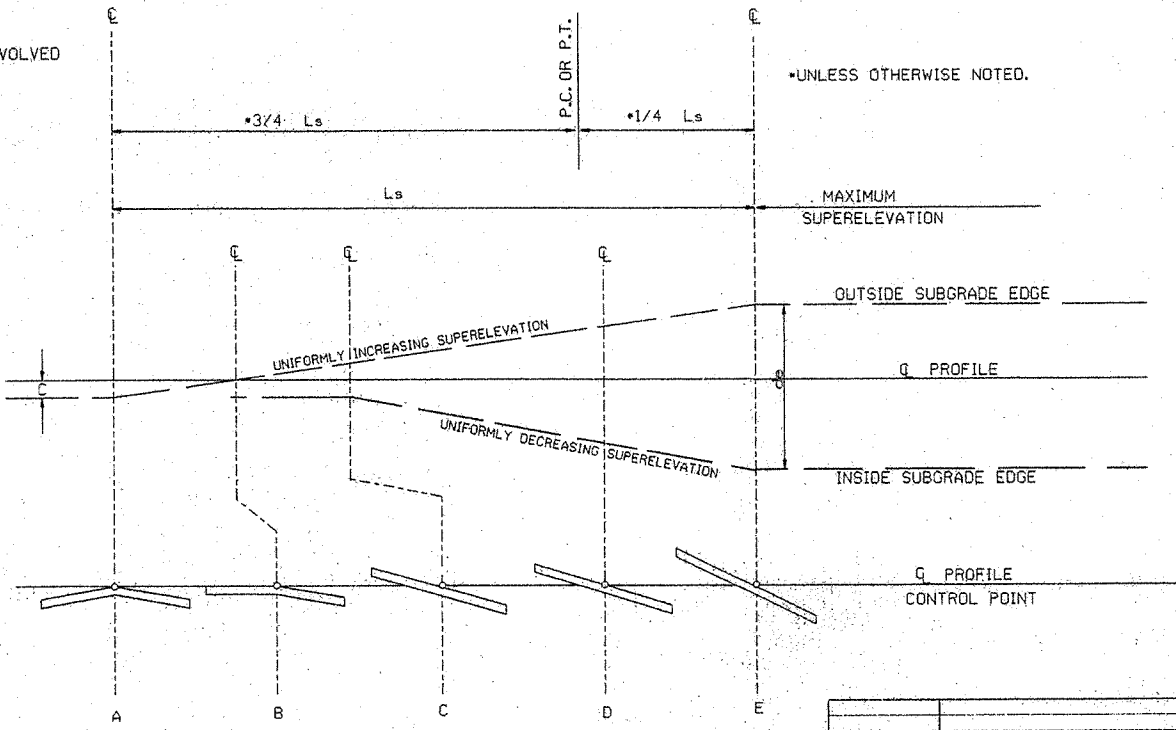 VOLVED
℄
P.C. OR P.T.
℄
*UNLESS OTHERWISE NOTED.
*3/4 Ls
*1/4 Ls
Ls
MAXIMUM
SUPERELEVATION
℄
℄
℄
OUTSIDE SUBGRADE EDGE
UNIFORMLY INCREASING SUPERELEVATION
℄ PROFILE
C
UNIFORMLY DECREASING SUPERELEVATION
INSIDE SUBGRADE EDGE
℄ PROFILE
CONTROL POINT
A
B
C
D
E